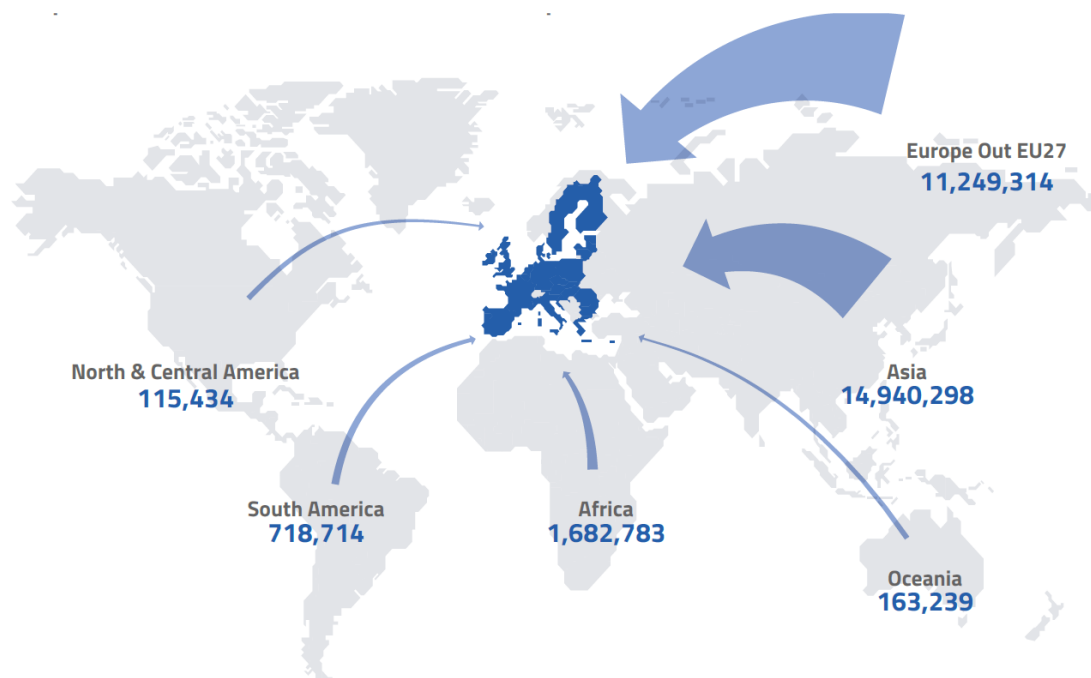 Europe Out EU27
11,249,314
North & Central America
115,434
Asia
14,940,298
South America
718,714
Africa
1,682,783
Oceania
163,239